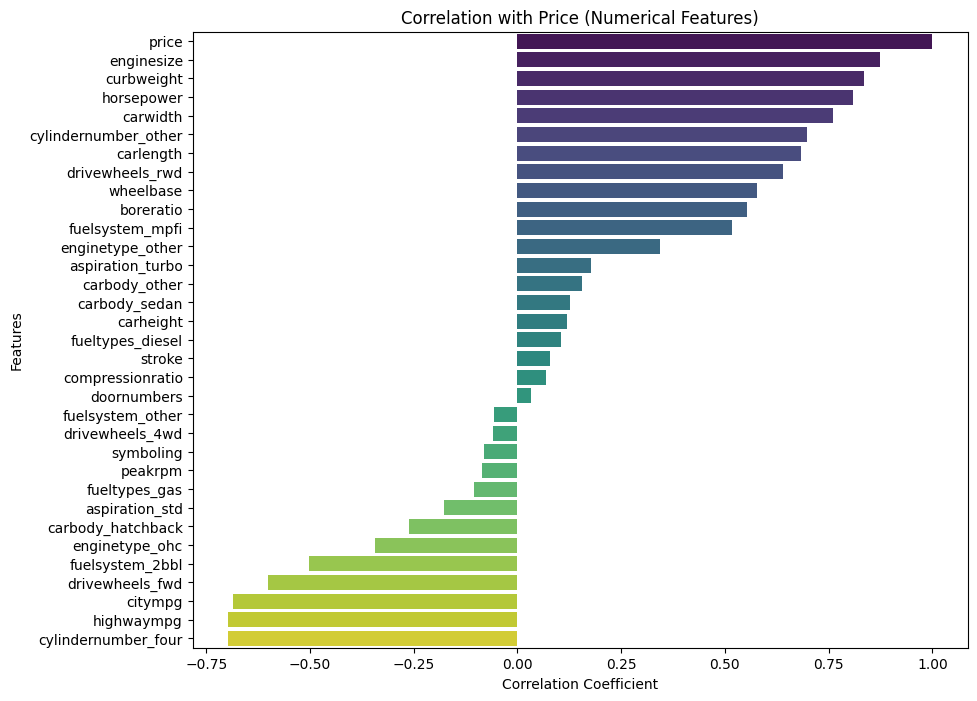 Correlation with Price (Numerical Features)
price
enginesize
curbweight
horsepower
carwidth
cylindernumber_other
carlength
drivewheels_rwd
wheelbase
boreratio
fuelsystem_mpfi
enginetype_other
aspiration_turbo
carbody_other
carbody_sedan
carheight
fueltypes_diesel
stroke
compressionratio
doornumbers
fuelsystem_other
drivewheels_4wd
symboling
peakrpm
fueltypes_gas
aspiration_std
carbody_hatchback
enginetype_ohc
fuelsystem_2bbl
drivewheels_fwd
citympg
highwaympg
cylindernumber_four
Features
−0.75 −0.50 −0.25 0.00 0.25 0.50 0.75 1.00
Correlation Coefficient